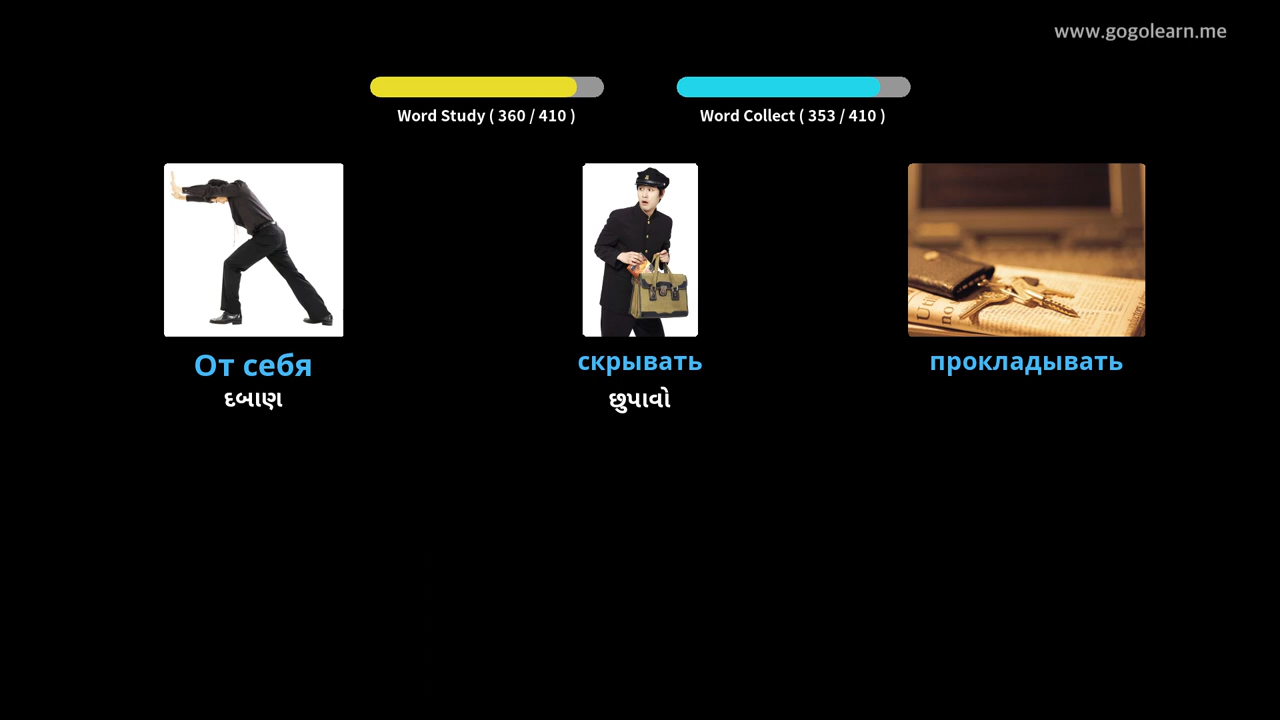 www.gogolearn.me
Word Study ( 360 / 410 )
Word Collect ( 353 / 410 )
От себя
દબાણ
скрывать
છુપાવો
прокладывать